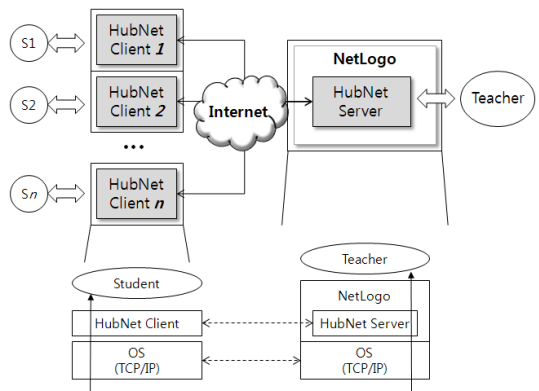 S1
HubNet
Client 1
S2
HubNet
Client 2
...
Sn
HubNet
Client n
Internet
NetLogo
HubNet
Server
Teacher
Student
HubNet Client
OS
(TCP/IP)
Teacher
NetLogo
HubNet Server
OS
(TCP/IP)